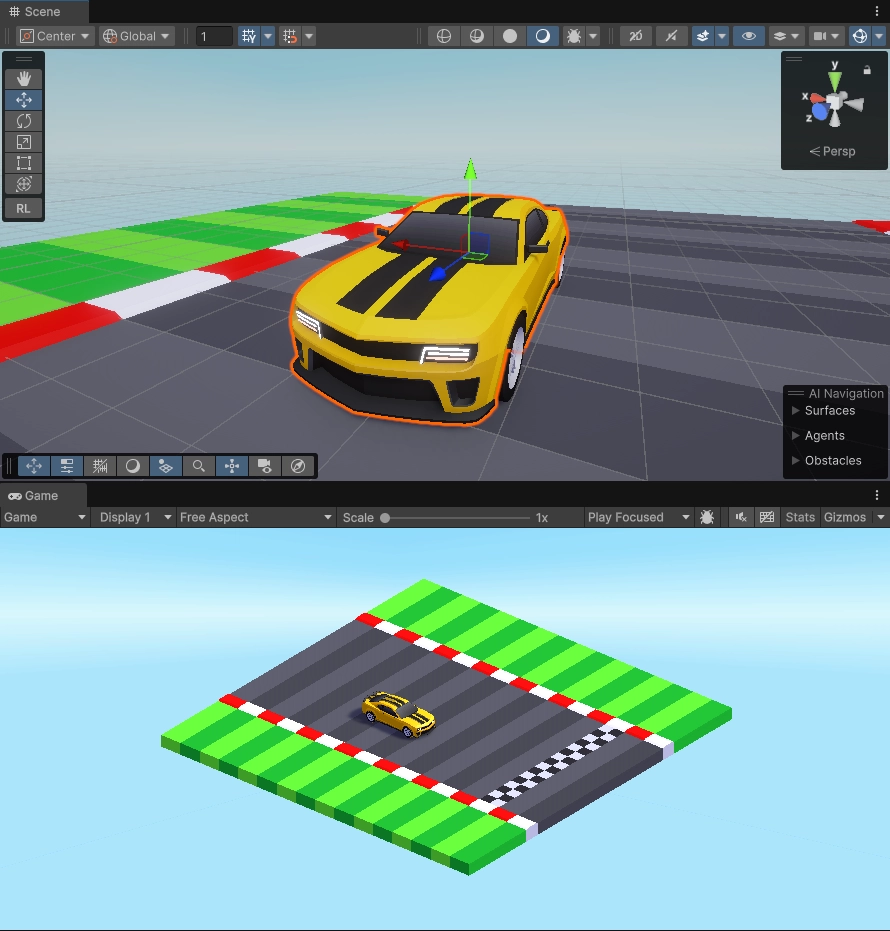 Scene
Center Global 1 2D
y
x
z
Persp
RL
AI Navigation
Surfaces
Agents
Obstacles
Game
Game Display 1 Free Aspect Scale 1x Play Focused Stats Gizmos